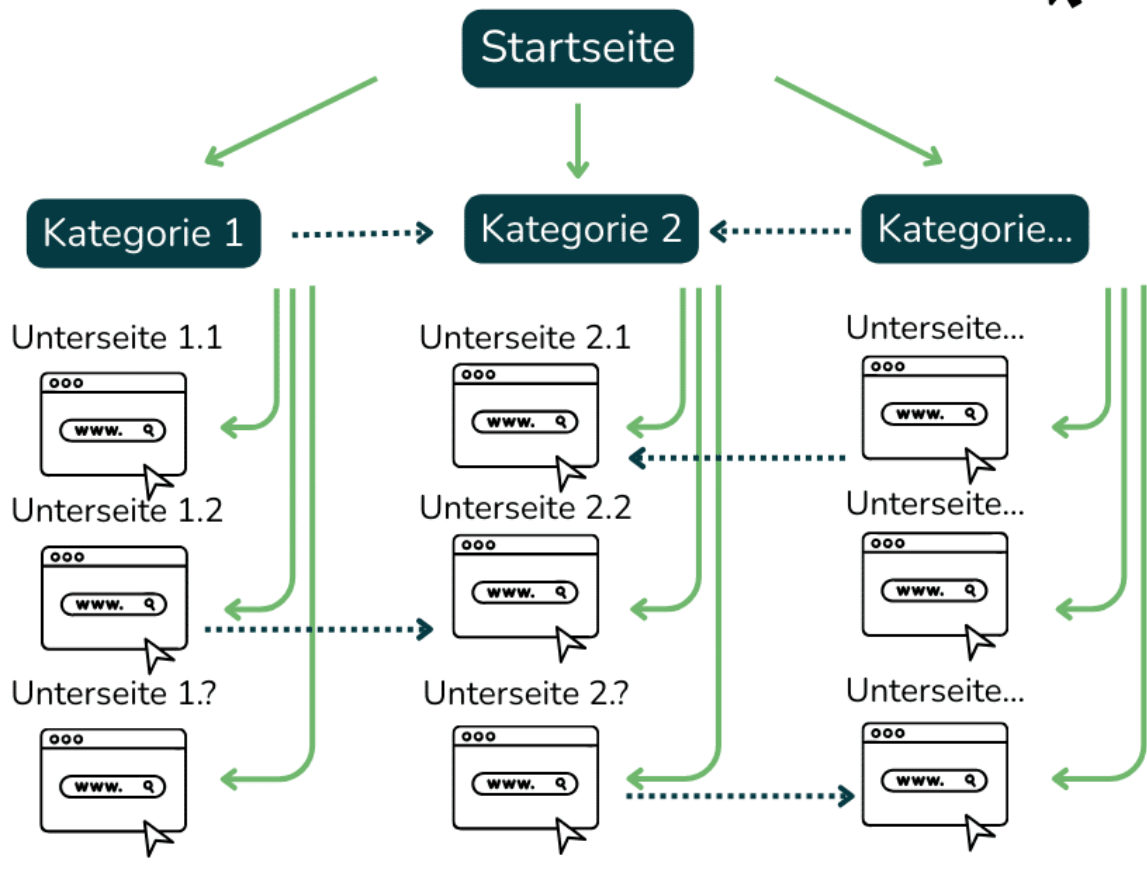 Startseite
Kategorie 1
Kategorie 2
Kategorie...
Unterseite 1.1
Unterseite 2.1
Unterseite...
www.
www.
www.
Unterseite 1.2
Unterseite 2.2
Unterseite...
www.
www.
www.
Unterseite 1.?
Unterseite 2.?
Unterseite...
www.
www.
www.